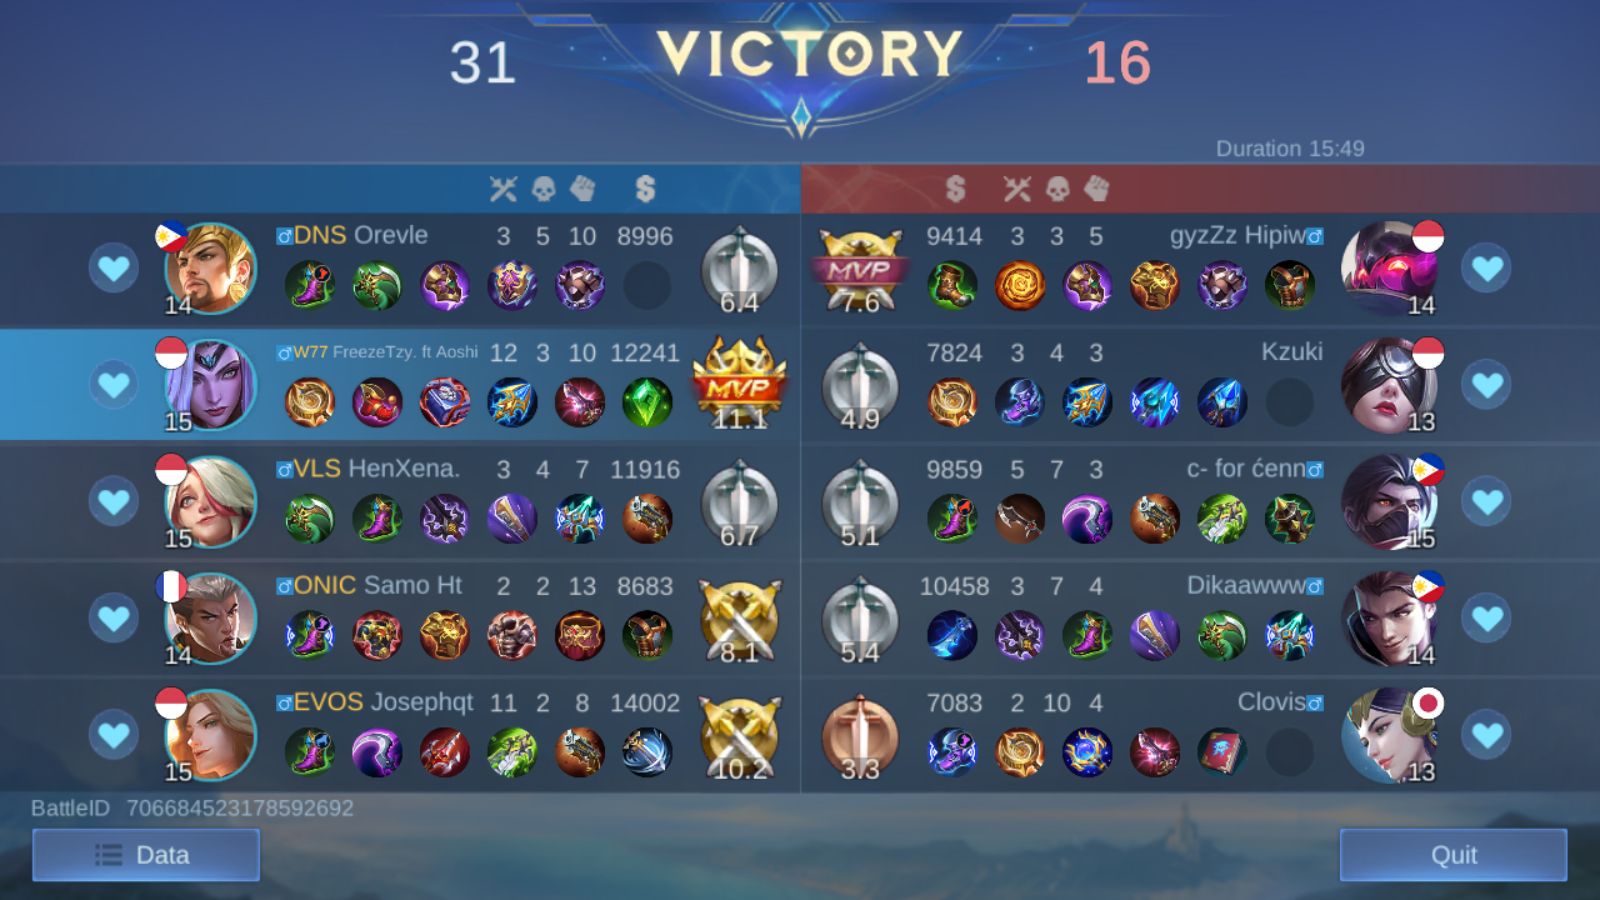 31 VICTORY 16
Duration 15:49
DNS Orevle 3 5 10 8996 6.4
14
MVP 7.6 9414 3 3 5 gyzZz Hipiw
14
W77 FreezeTzy. ft Aoshi 12 3 10 12241 MVP 11.1
15
4.9 7824 3 4 3 Kzuki
13
VLS HenXena. 3 4 7 11916 6.7
15
5.1 9859 5 7 3 c- for ćenn
15
ONIC Samo Ht 2 2 13 8683 8.1
14
5.4 10458 3 7 4 Dikaawww
14
EVOS Josephqt 11 2 8 14002 10.2
15
3.3 7083 2 10 4 Clovis
13
BattleID 706684523178592692
Data
Quit